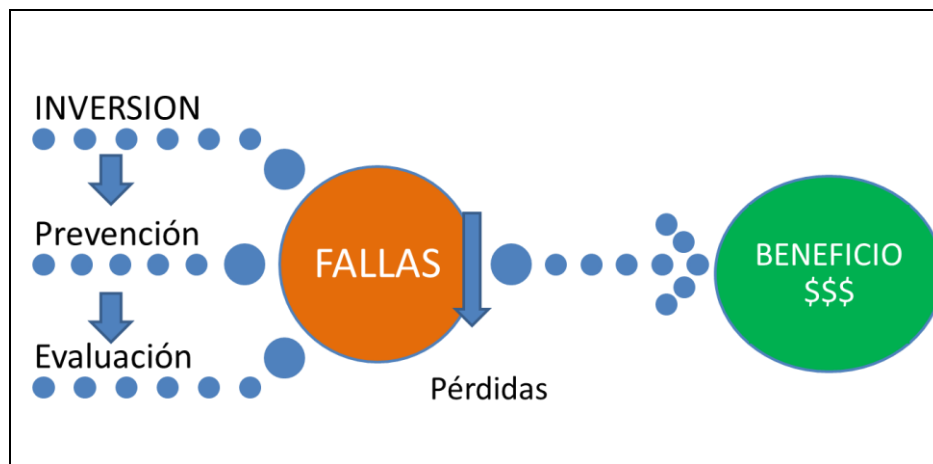 INVERSION
Prevención
Evaluación
FALLAS
Pérdidas
BENEFICIO
$$$